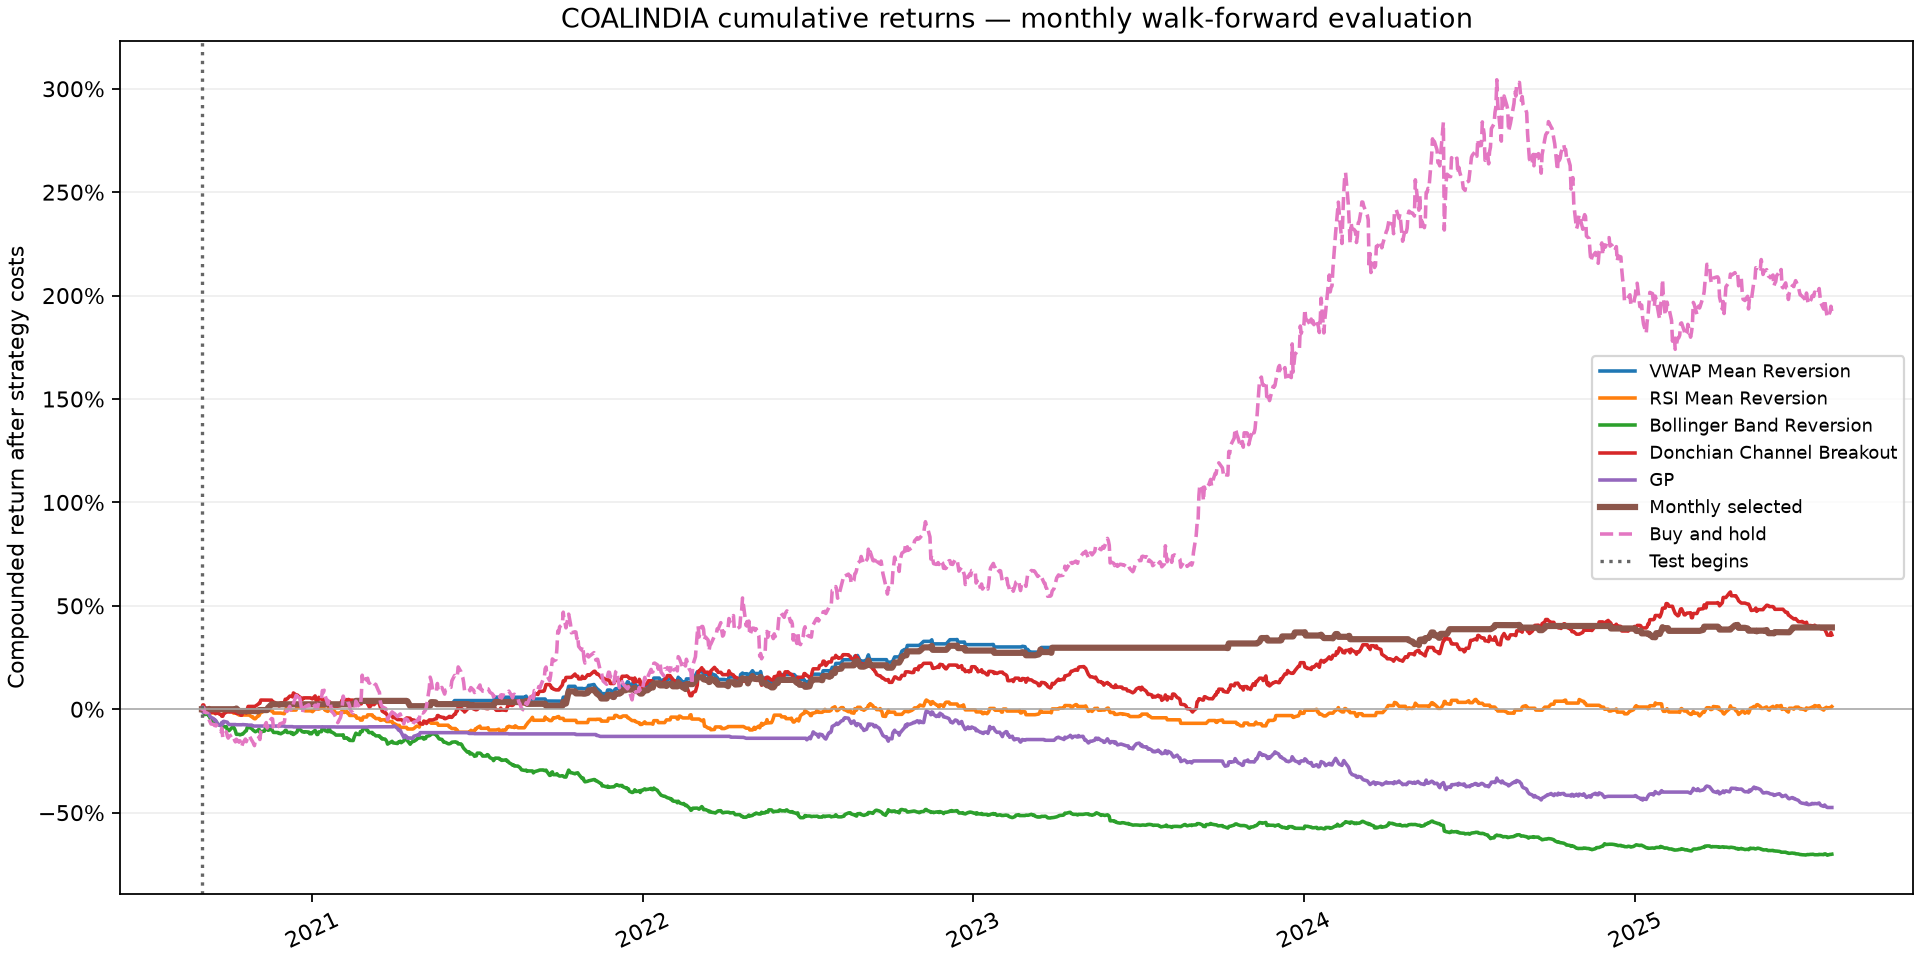 COALINDIA cumulative returns — monthly walk-forward evaluation
Compounded return after strategy costs
300%
250%
200%
150%
100%
50%
0%
−50%
VWAP Mean Reversion
RSI Mean Reversion
Bollinger Band Reversion
Donchian Channel Breakout
GP
Monthly selected
Buy and hold
Test begins
2021
2022
2023
2024
2025